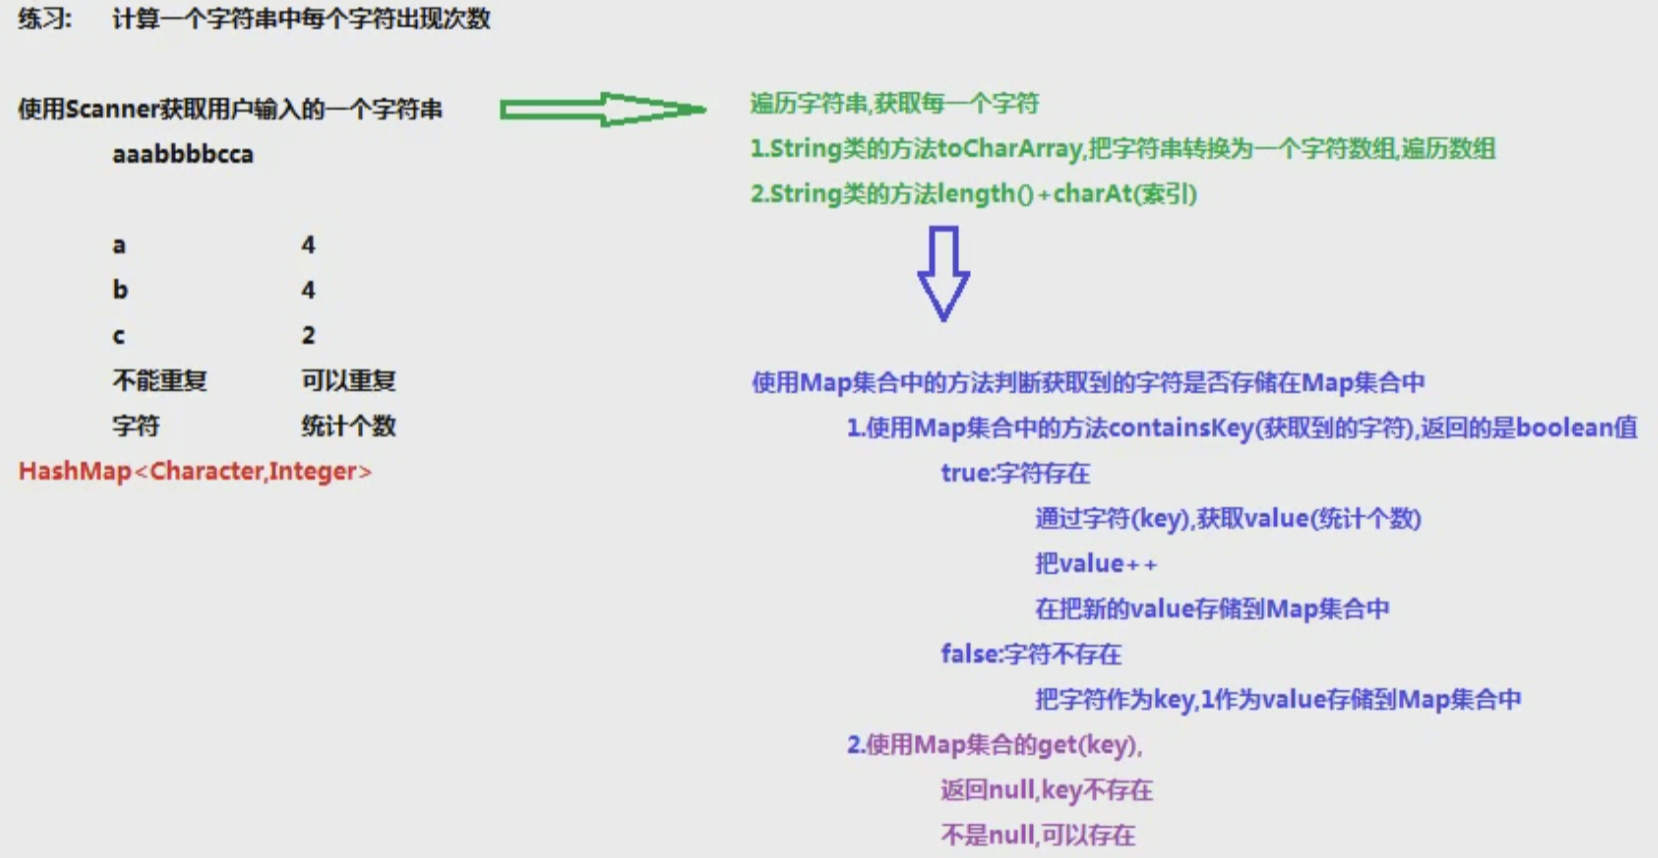 练习: 计算一个字符串中每个字符出现次数
使用Scanner获取用户输入的一个字符串
aaabbbbcca
a 4
b 4
c 2
不能重复 可以重复
字符 统计个数
HashMap<Character,Integer>
遍历字符串,获取每一个字符
1.String类的方法toCharArray,把字符串转换为一个字符数组,遍历数组
2.String类的方法length()+charAt(索引)
使用Map集合中的方法判断获取到的字符是否存储在Map集合中
1.使用Map集合中的方法containsKey(获取到的字符),返回的是boolean值
true:字符存在
通过字符(key),获取value(统计个数)
把value++
在把新的value存储到Map集合中
false:字符不存在
把字符作为key,1作为value存储到Map集合中
2.使用Map集合的get(key),
返回null,key不存在
不是null,可以存在